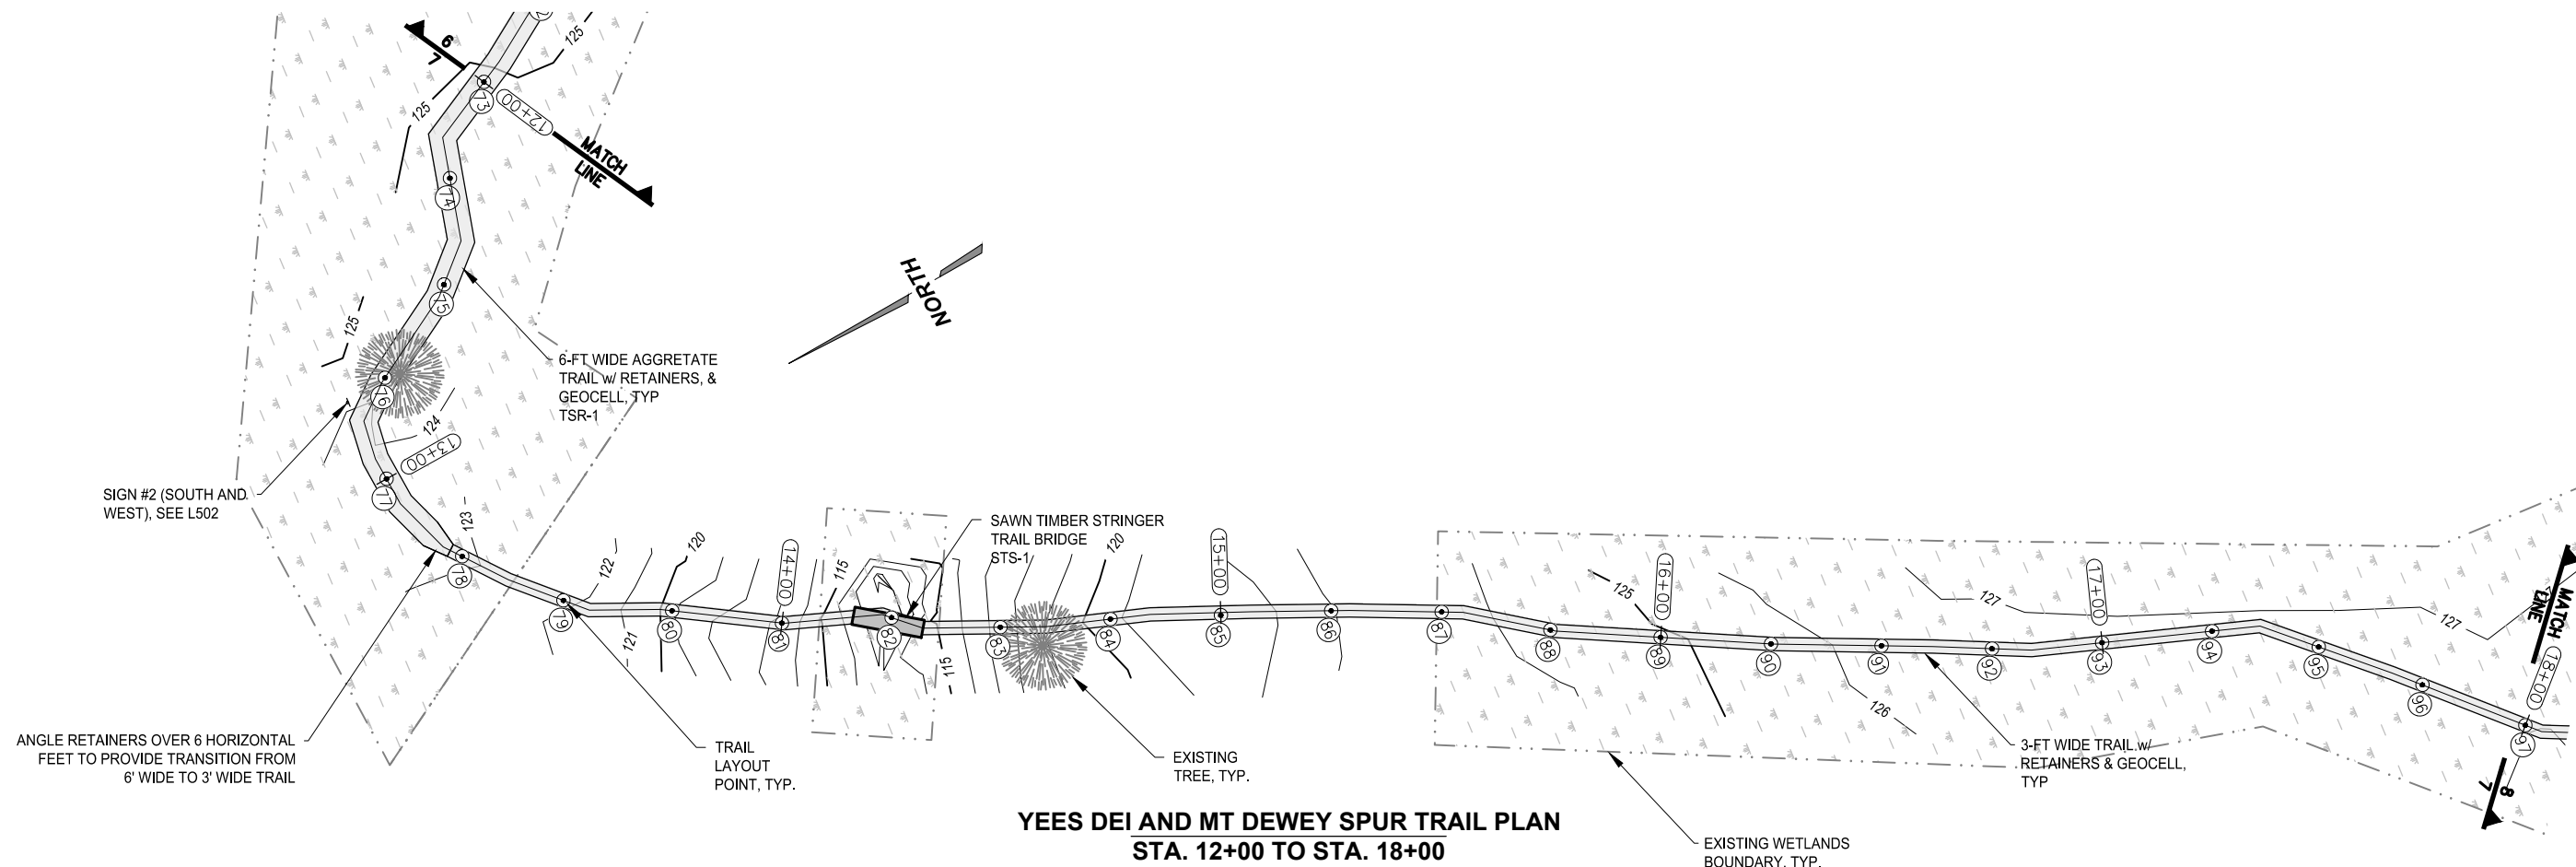 6
7
125
125
73
12+00
MATCH
LINE
74
75
NORTH
125
6-FT WIDE AGGRETATE
TRAIL w/ RETAINERS, &
GEOCELL, TYP
TSR-1
76
124
13+00
SIGN #2 (SOUTH AND
WEST), SEE L502
77
123
78
122
79
121
120
80
14+00
81
115
82
SAWN TIMBER STRINGER
TRAIL BRIDGE
STS-1
115
83
120
84
15+00
85
86
87
88
125
16+00
89
90
91
126
127
92
17+00
93
94
95
127
96
MATCH
LINE
18+00
97
8
7
ANGLE RETAINERS OVER 6 HORIZONTAL
FEET TO PROVIDE TRANSITION FROM
6' WIDE TO 3' WIDE TRAIL
TRAIL
LAYOUT
POINT, TYP.
EXISTING
TREE, TYP.
3-FT WIDE TRAIL w/
RETAINERS & GEOCELL,
TYP
EXISTING WETLANDS
BOUNDARY, TYP.
YEES DEI AND MT DEWEY SPUR TRAIL PLAN
STA. 12+00 TO STA. 18+00